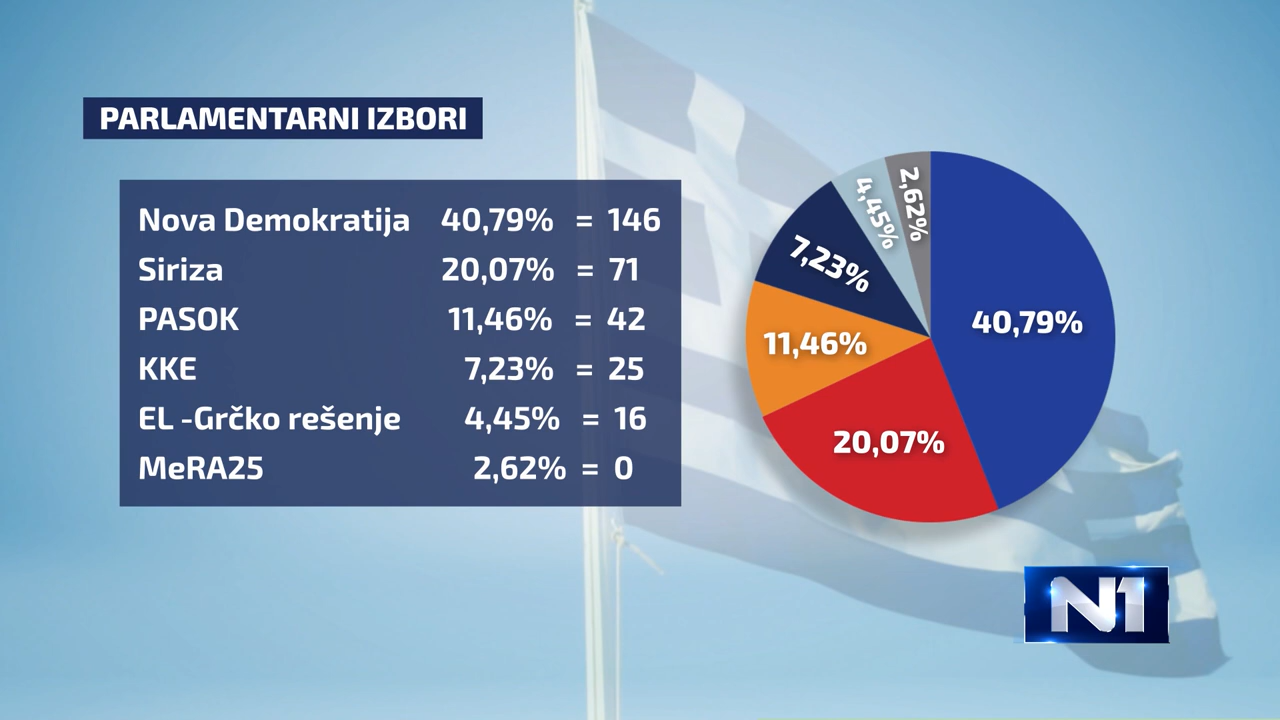 PARLAMENTARNI IZBORI
Nova Demokratija 40,79% = 146
Siriza 20,07% = 71
PASOK 11,46% = 42
KKE 7,23% = 25
EL -Grčko rešenje 4,45% = 16
MeRA25 2,62% = 0
2,62%
4,45%
7,23%
40,79%
11,46%
20,07%
N1